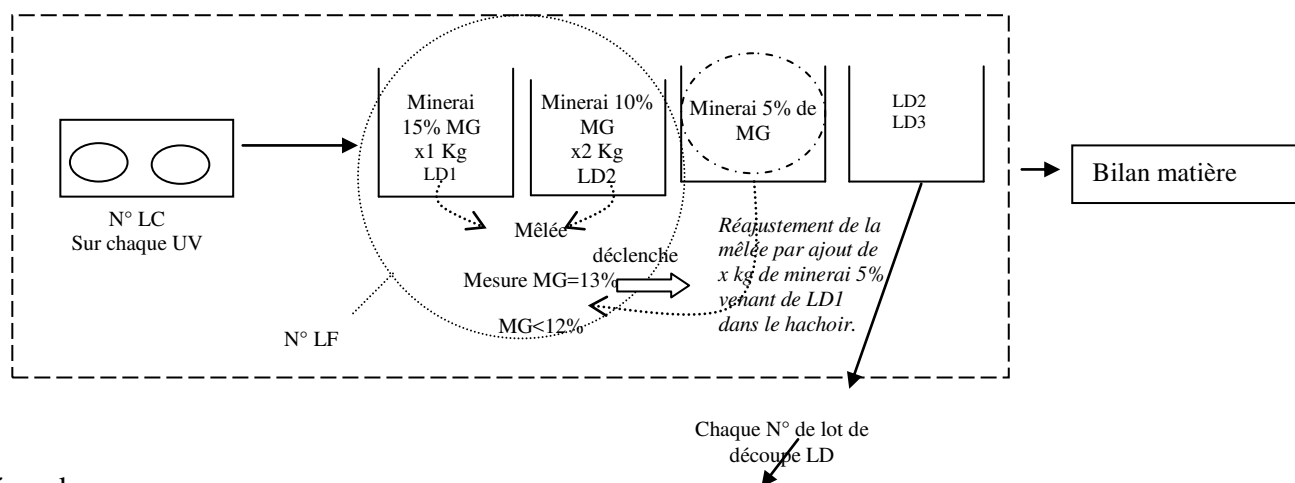 Minerai
15% MG
x1 Kg
LD1
Minerai 10%
MG
x2 Kg
LD2
Minerai 5% de
MG
LD2
LD3
Bilan matière
N° LC
Sur chaque UV
Mêlée
déclenche
Mesure MG=13%
MG<12%
Réajustement de la
mêlée par ajout de
x kg de minerai 5%
venant de LD1
dans le hachoir.
N° LF
Chaque N° de lot de
découpe LD